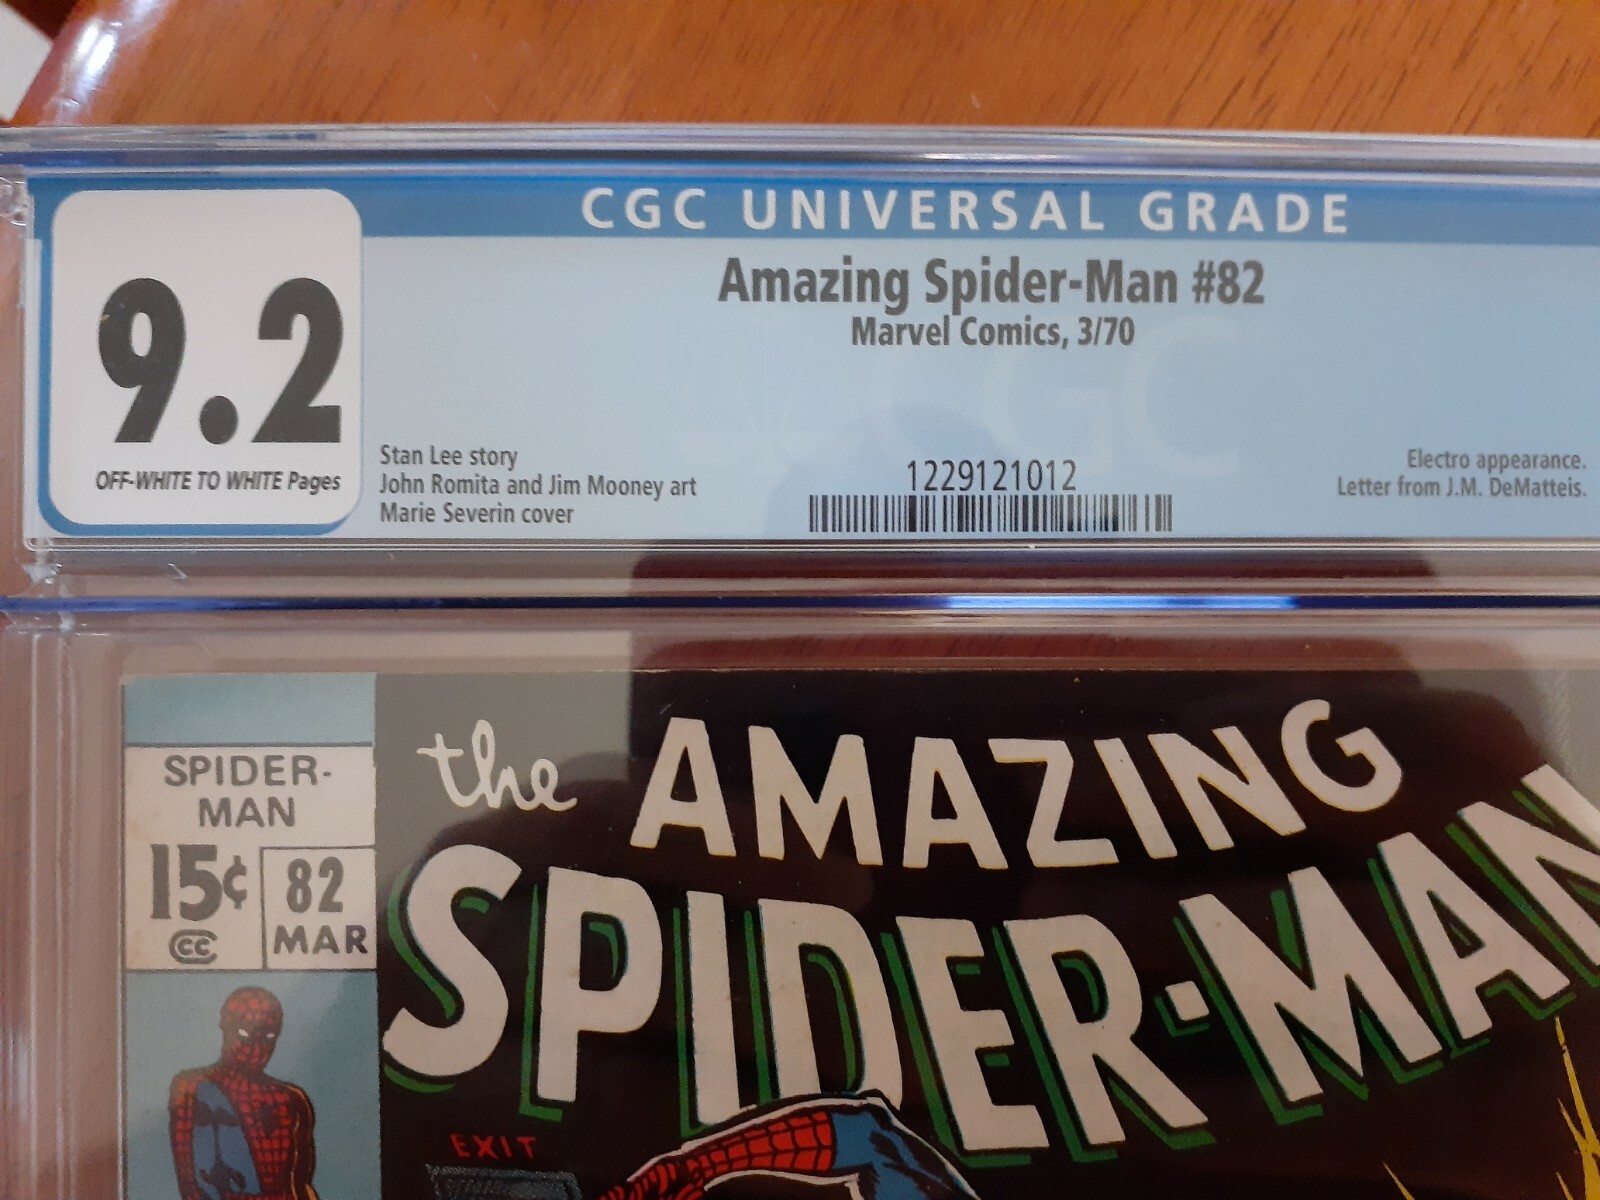 CGC UNIVERSAL GRADE
9.2
OFF-WHITE TO WHITE Pages
Amazing Spider-Man #82
Marvel Comics, 3/70
CGC
Stan Lee story
John Romita and Jim Mooney art
Marie Severin cover
1229121012
Electro appearance.
Letter from J.M. DeMatteis.
SPIDER-
MAN
15¢
82
CC
MAR
the AMAZING
SPIDER-MAN
EXIT